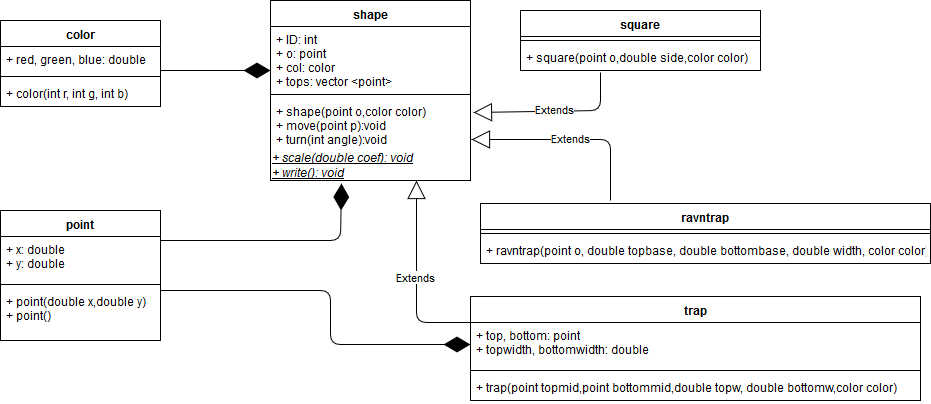 color
+ red, green, blue: double
+ color(int r, int g, int b)
shape
+ ID: int
+ o: point
+ col: color
+ tops: vector <point>
+ shape(point o,color color)
+ move(point p):void
+ turn(int angle):void
+ scale(double coef): void
+ write(): void
square
+ square(point o,double side,color color)
Extends
Extends
ravntrap
+ ravntrap(point o, double topbase, double bottombase, double width, color color
point
+ x: double
+ y: double
+ point(double x,double y)
+ point()
Extends
trap
+ top, bottom: point
+ topwidth, bottomwidth: double
+ trap(point topmid,point bottommid,double topw, double bottomw,color color)